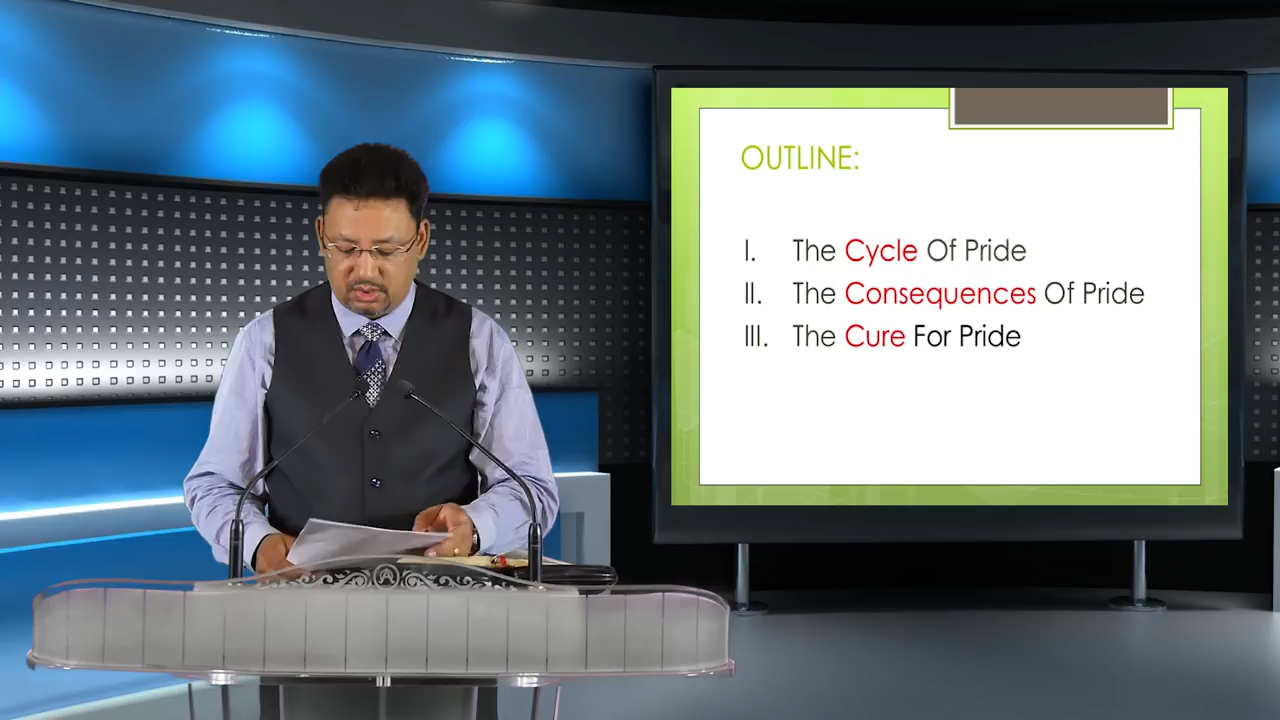 OUTLINE:
I. The Cycle Of Pride
II. The Consequences Of Pride
III. The Cure For Pride